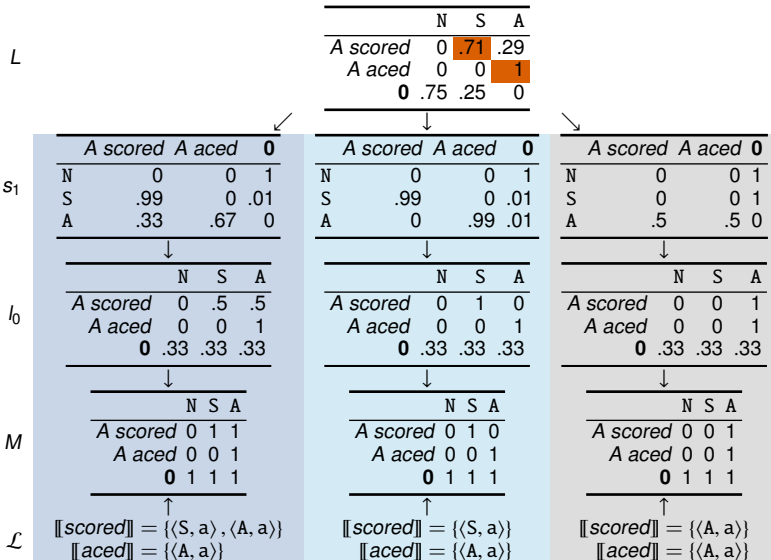 N S A
L A scored 0 .71 .29
A aced 0 0 1
0 .75 .25 0
↙ ↓ ↘
A scored A aced 0
N 0 0 1
s1 S .99 0 .01
A .33 .67 0
↓
N S A
l0 A scored 0 .5 .5
A aced 0 0 1
0 .33 .33 .33
↓
N S A
M A scored 0 1 1
A aced 0 0 1
0 1 1 1
↑
ℒ ⟦scored⟧ = {⟨S, a⟩ , ⟨A, a⟩}
⟦aced⟧ = {⟨A, a⟩}
A scored A aced 0
N 0 0 1
S .99 0 .01
A 0 .99 .01
↓
N S A
A scored 0 1 0
A aced 0 0 1
0 .33 .33 .33
↓
N S A
A scored 0 1 0
A aced 0 0 1
0 1 1 1
↑
⟦scored⟧ = {⟨S, a⟩}
⟦aced⟧ = {⟨A, a⟩}
A scored A aced 0
N 0 0 1
S 0 0 1
A .5 .5 0
↓
N S A
A scored 0 0 1
A aced 0 0 1
0 .33 .33 .33
↓
N S A
A scored 0 0 1
A aced 0 0 1
0 1 1 1
↑
⟦scored⟧ = {⟨A, a⟩}
⟦aced⟧ = {⟨A, a⟩}